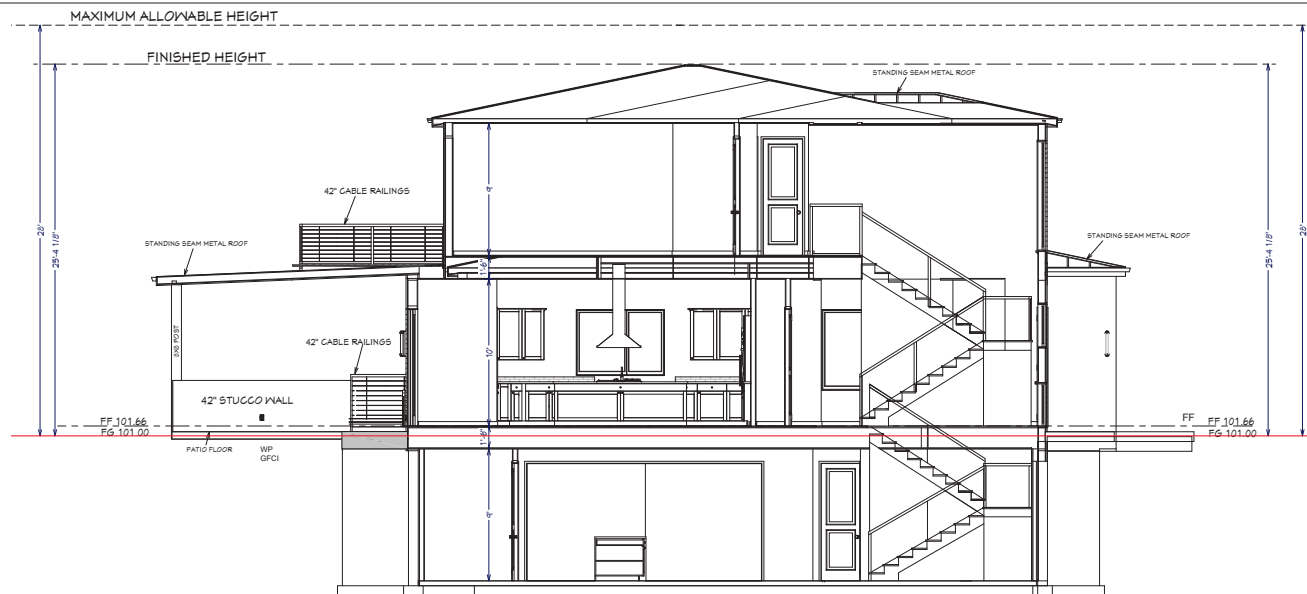 MAXIMUM ALLOWABLE HEIGHT
FINISHED HEIGHT
STANDING SEAM METAL ROOF
42" CABLE RAILINGS
9'
STANDING SEAM METAL ROOF
STANDING SEAM METAL ROOF
28'
25'-4 1/8"
25'-4 1/8"
28'
1'-6"
6X6 POST
42" CABLE RAILINGS
10'
42" STUCCO WALL
FF 101.66
FG 101.00
FF
FF 101.66
FG 101.00
1'-6"
PATIO FLOOR
WP
GFCI
9'